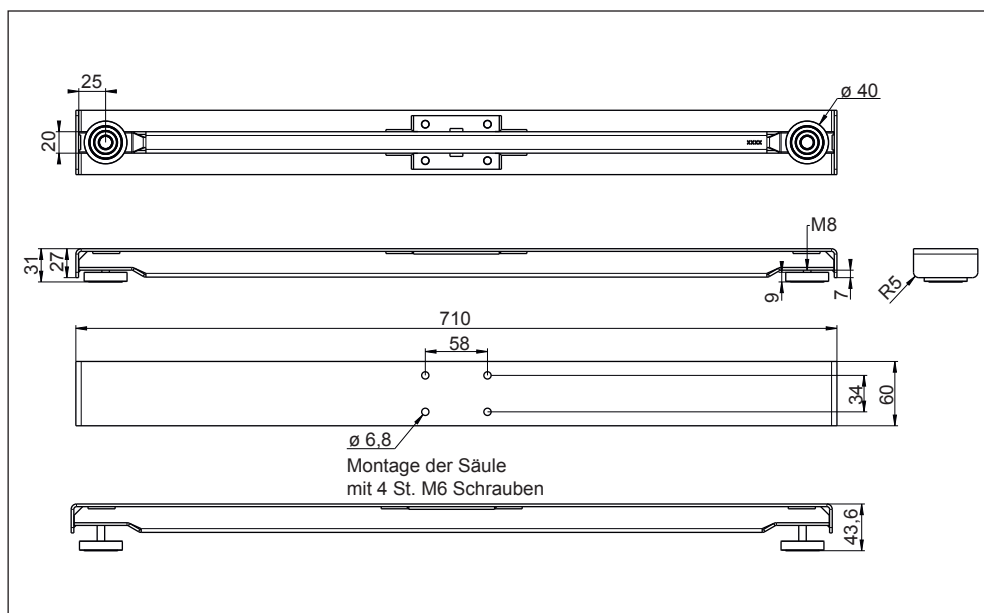 25
ø 40
20
xxxx
M8
31
27
9
7
R5
710
58
34
60
ø 6,8
Montage der Säule
mit 4 St. M6 Schrauben
43,6